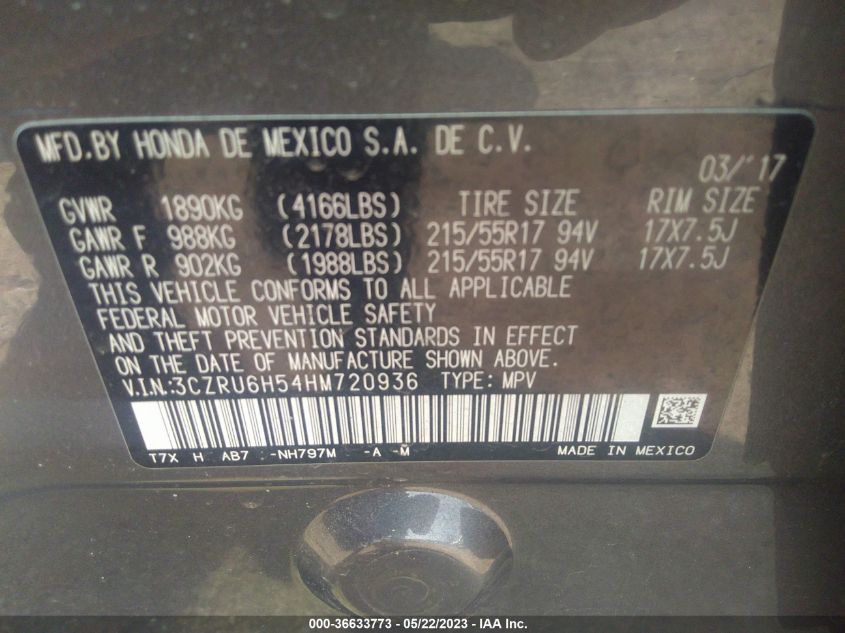 MFD.BY HONDA DE MEXICO S.A. DE C.V.
03/'17
GVWR 1890KG (4166LBS) TIRE SIZE RIM SIZE
GAWR F 988KG (2178LBS) 215/55R17 94V 17X7.5J
GAWR R 902KG (1988LBS) 215/55R17 94V 17X7.5J
THIS VEHICLE CONFORMS TO ALL APPLICABLE
FEDERAL MOTOR VEHICLE SAFETY
AND THEFT PREVENTION STANDARDS IN EFFECT
ON THE DATE OF MANUFACTURE SHOWN ABOVE.
V.I.N:3CZRU6H54HM720936 TYPE: MPV
T7X H AB7 -NH797M -A -M̃ MADE IN MEXICO
000-36633773 - 05/22/2023 - IAA Inc.